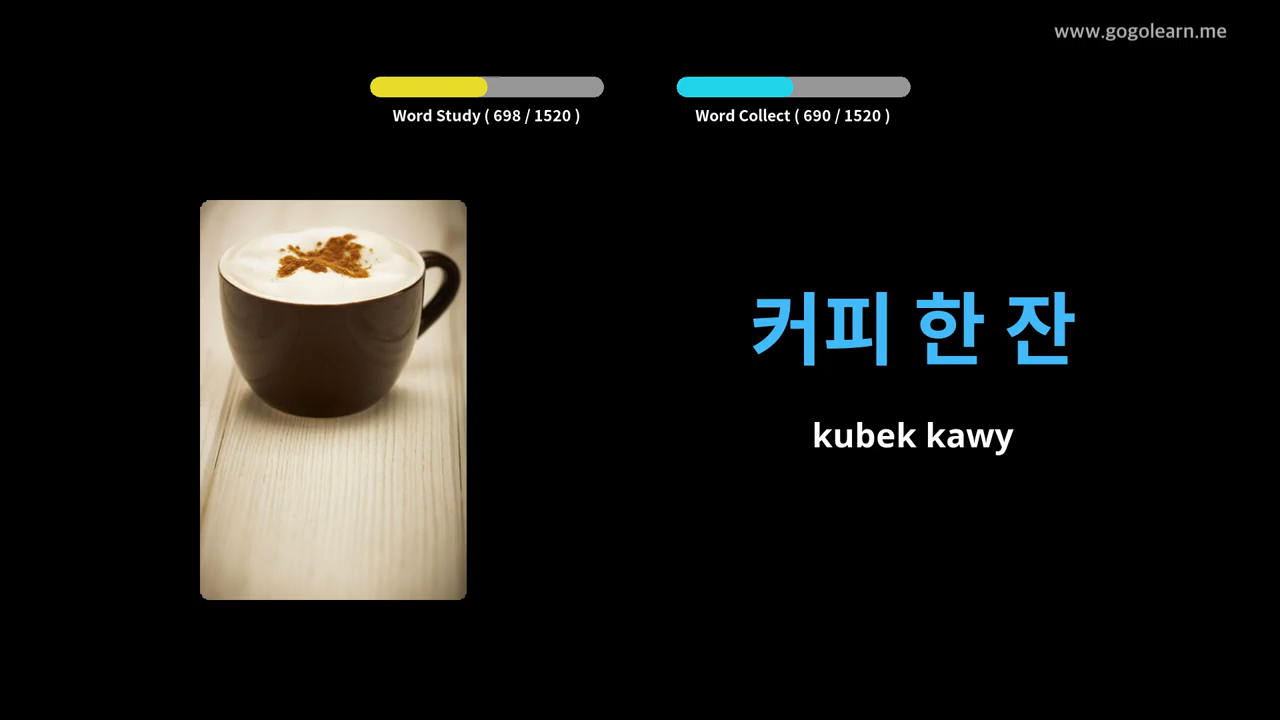 www.gogolearn.me
Word Study ( 698 / 1520 )
Word Collect ( 690 / 1520 )
커피 한 잔
kubek kawy